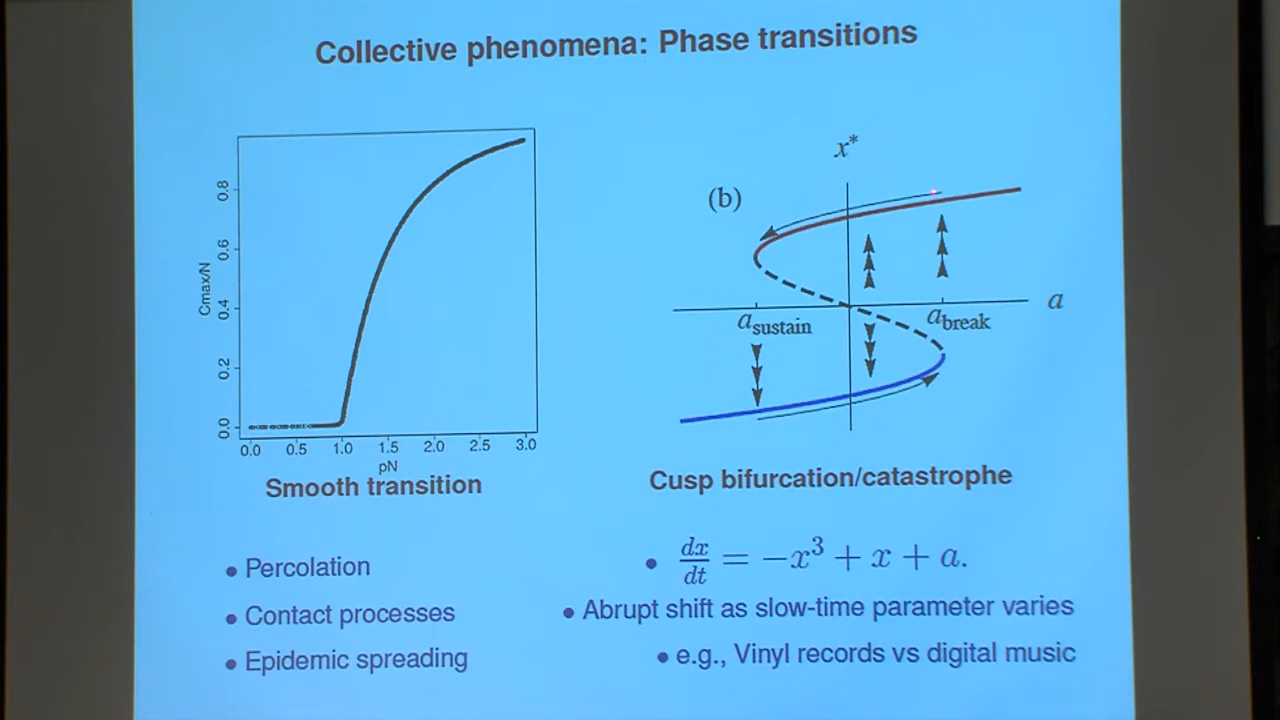 Collective phenomena: Phase transitions
Cmax/N
0.8
0.6
0.4
0.2
0.0
0.0 0.5 1.0 1.5 2.0 2.5 3.0
pN
Smooth transition
• Percolation
• Contact processes
• Epidemic spreading
(b)
x*
a
a_sustain
a_break
Cusp bifurcation/catastrophe
• dx/dt = −x³ + x + a.
• Abrupt shift as slow-time parameter varies
• e.g., Vinyl records vs digital music